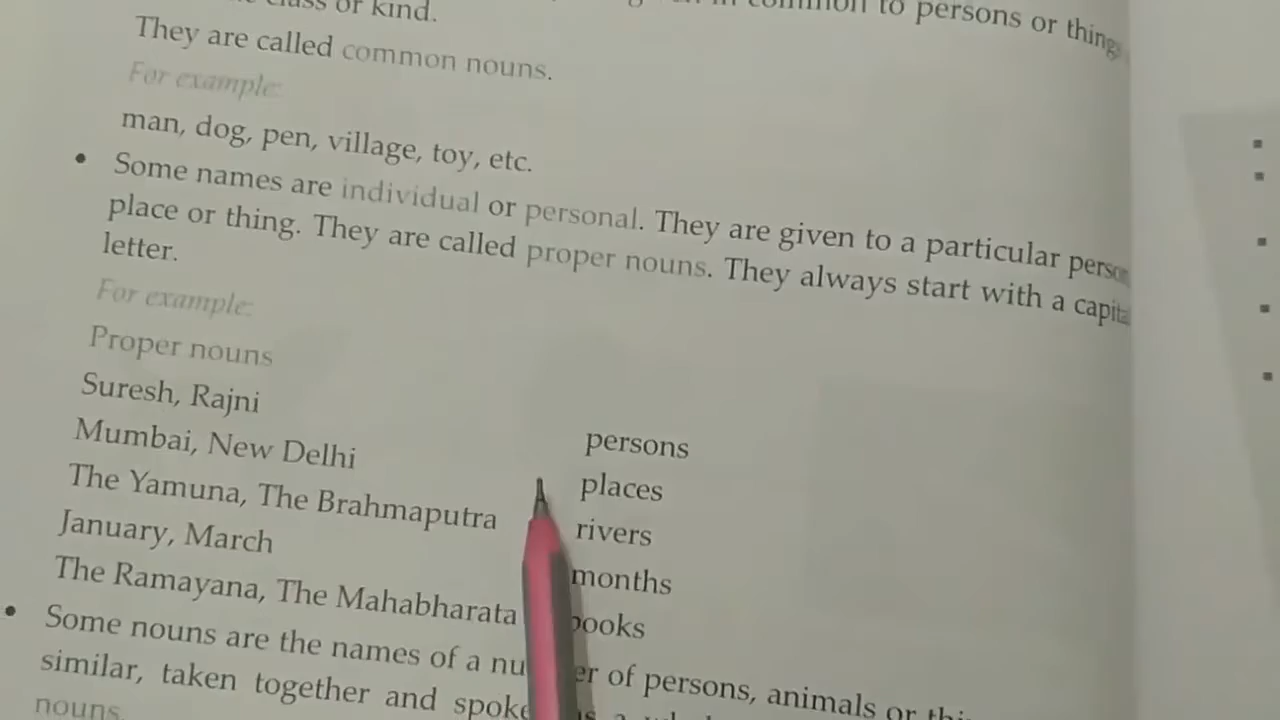 class or kind.
in common to persons or things
They are called common nouns.
For example:
man, dog, pen, village, toy, etc.
• Some names are individual or personal. They are given to a particular person
place or thing. They are called proper nouns. They always start with a capital
letter.
For example:
Proper nouns
Suresh, Rajni persons
Mumbai, New Delhi places
The Yamuna, The Brahmaputra rivers
January, March months
The Ramayana, The Mahabharata books
• Some nouns are the names of a of persons, animals or
similar, taken together and a
nouns.